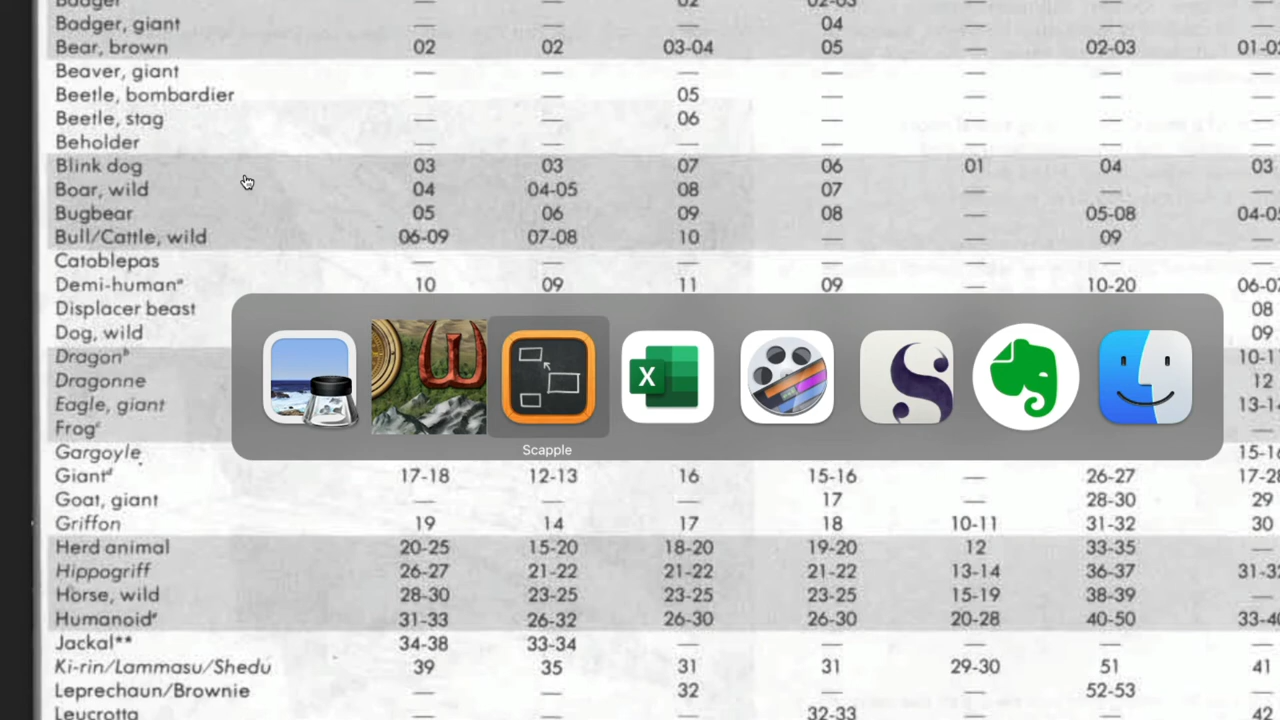 Badger — — 02 02-03 — — —
Badger, giant — — — 04 — — —
Bear, brown 02 02 03-04 05 — 02-03 01-02
Beaver, giant — — — — — — —
Beetle, bombardier — — 05 — — — —
Beetle, stag — — 06 — — — —
Beholder — — — — — — —
Blink dog 03 03 07 06 01 04 03
Boar, wild 04 04-05 08 07 — — —
Bugbear 05 06 09 08 — 05-08 04-05
Bull/Cattle, wild 06-09 07-08 10 — — 09 —
Catoblepas — — — — — — —
Demi-humanª 10 09 11 09 — 10-20 06-07
Displacer beast 08
Dog, wild 09
Dragonᵇ 10-11
Dragonne 12
Eagle, giant 13-14
Frogᶜ —
Gargoyle 15-16
Scapple
Giantᵈ 17-18 12-13 16 15-16 — 26-27 17-28
Goat, giant — — — 17 — 28-30 29
Griffon 19 14 17 18 10-11 31-32 30
Herd animal 20-25 15-20 18-20 19-20 12 33-35 —
Hippogriff 26-27 21-22 21-22 21-22 13-14 36-37 31-32
Horse, wild 28-30 23-25 23-25 23-25 15-19 38-39 —
Humanoidᵉ 31-33 26-32 26-30 26-30 20-28 40-50 33-40
Jackal** 34-38 33-34 — — — — —
Ki-rin/Lammasu/Shedu 39 35 31 31 29-30 51 41
Leprechaun/Brownie — — 32 — — 52-53 —
Leucrotta — — — 32-33 — — 42